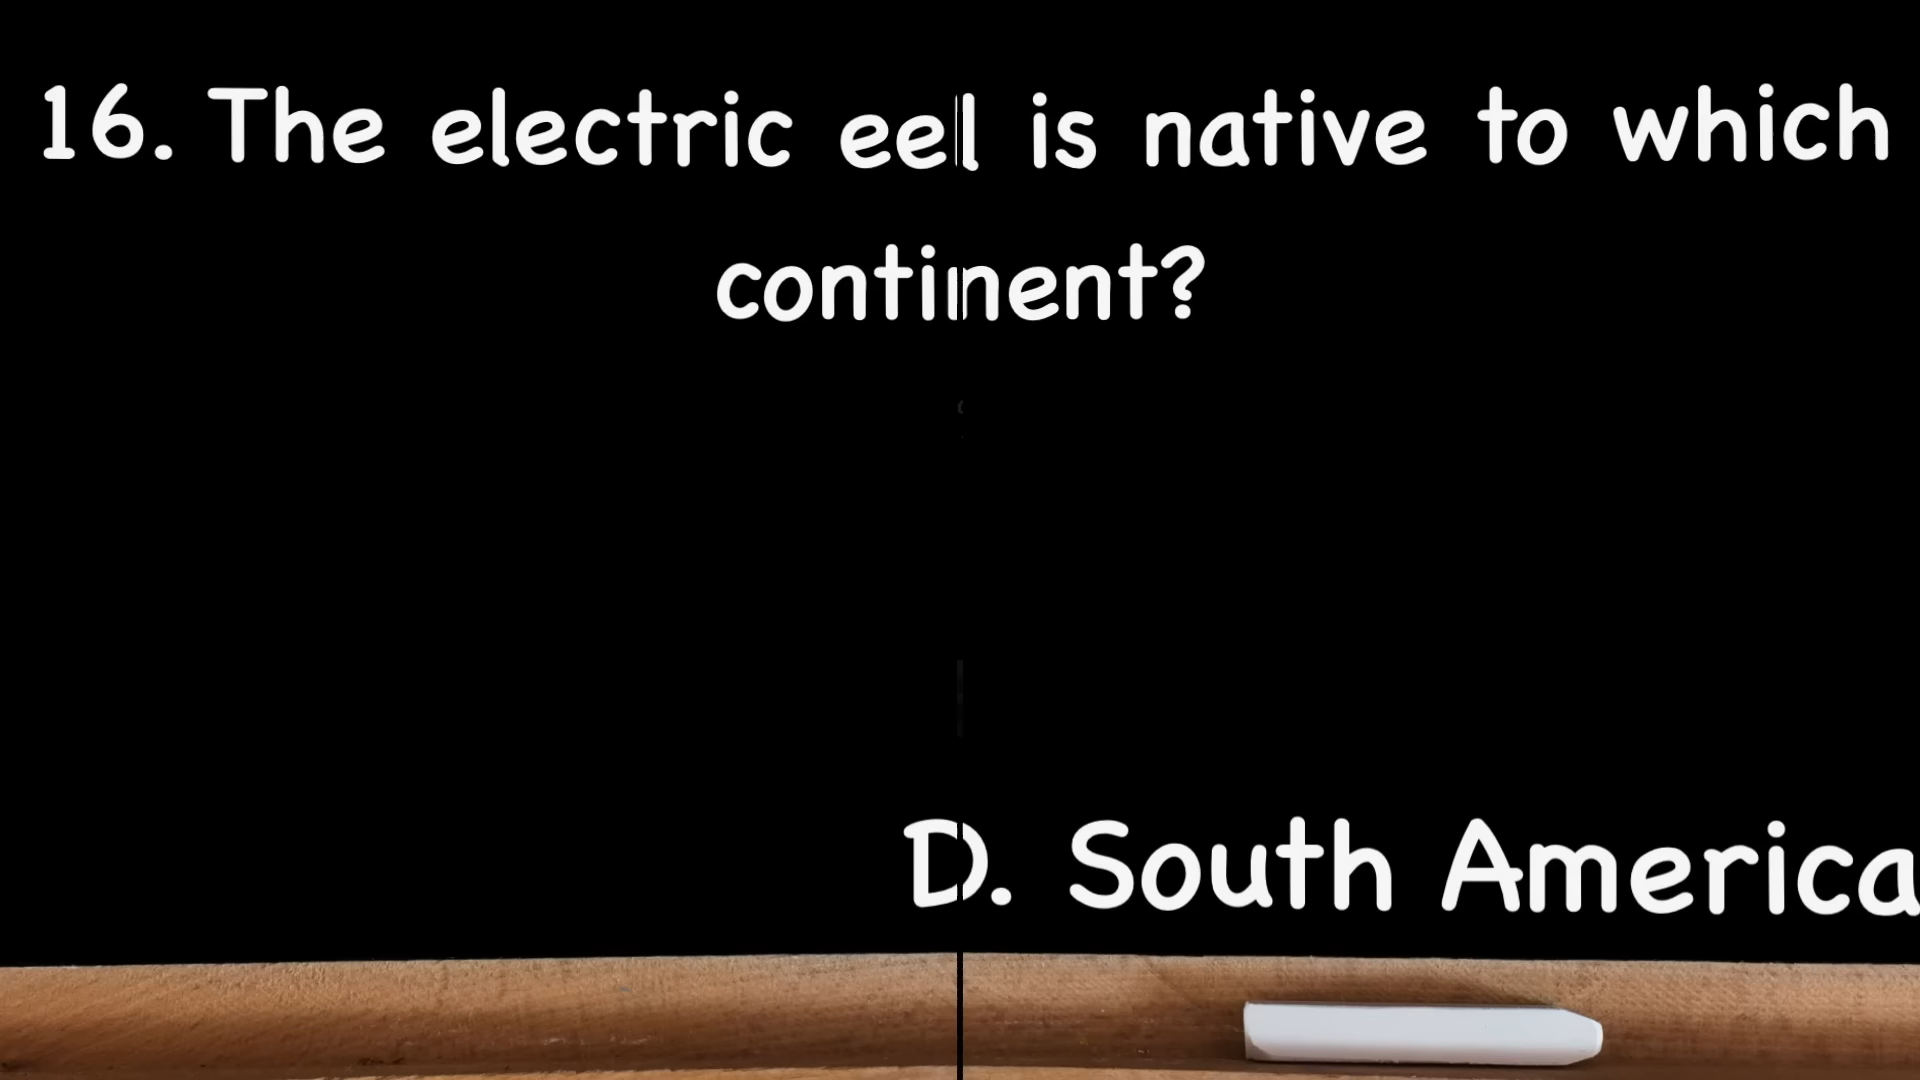 16. The electric eel is native to which
continent?
D. South America